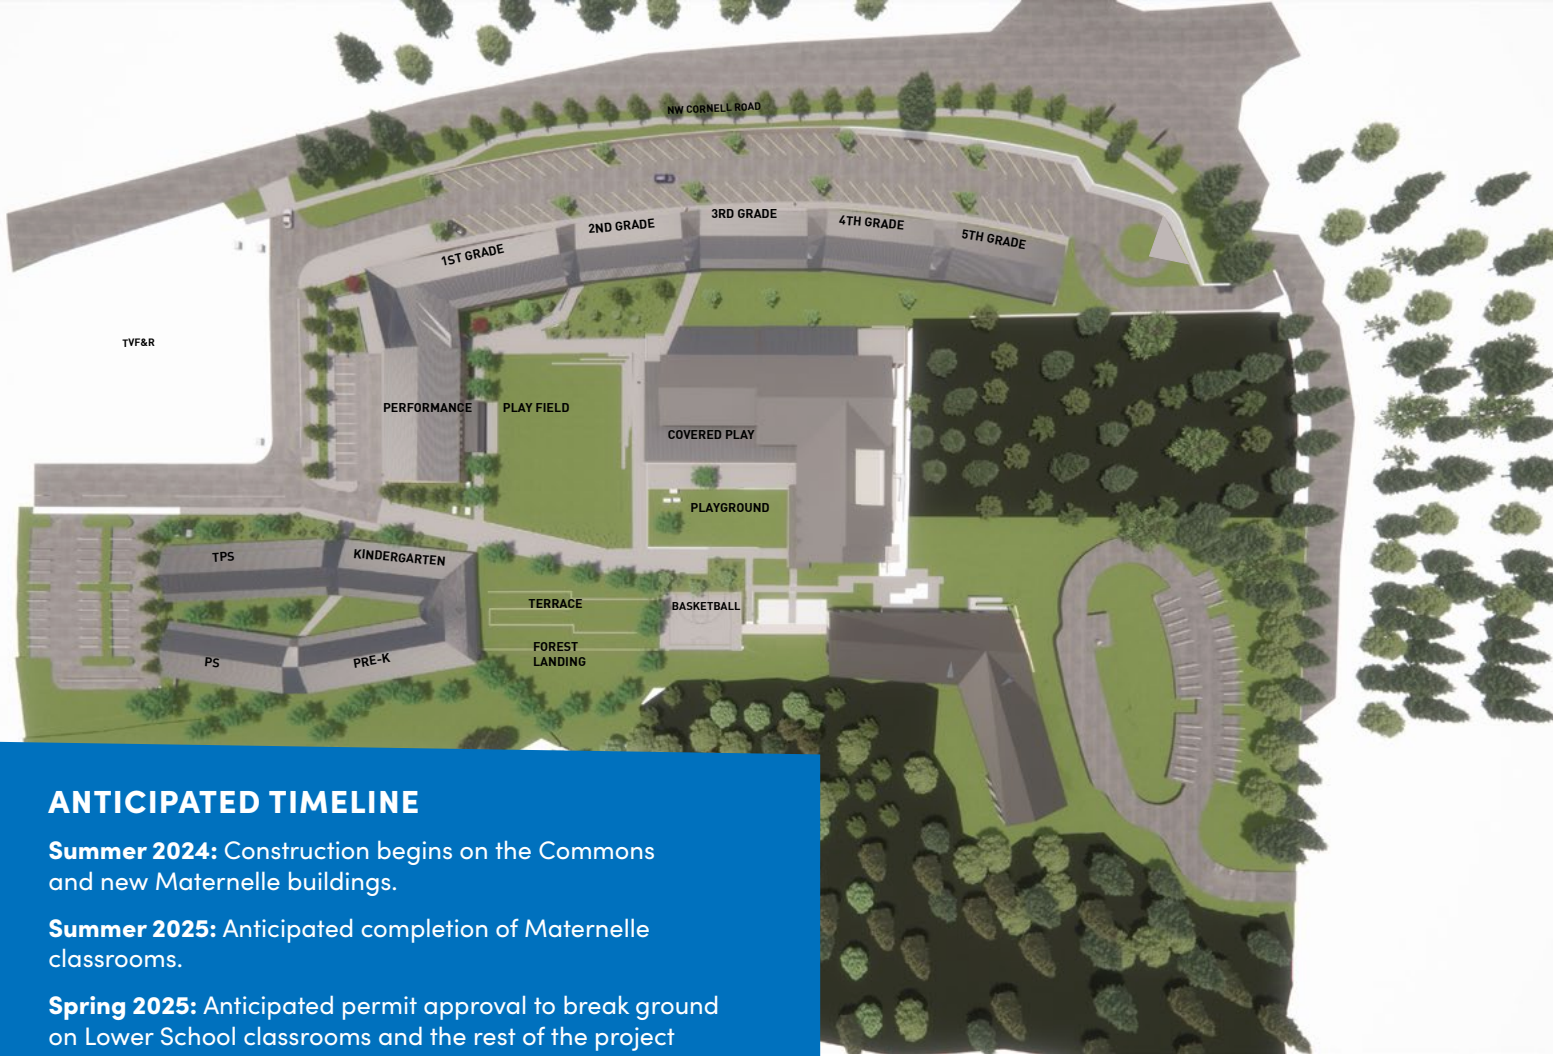 NW CORNELL ROAD
1ST GRADE
2ND GRADE
3RD GRADE
4TH GRADE
5TH GRADE
TVF&R
PERFORMANCE
PLAY FIELD
COVERED PLAY
PLAYGROUND
TPS
KINDERGARTEN
TERRACE
BASKETBALL
FOREST
LANDING
PS
PRE-K
ANTICIPATED TIMELINE
Summer 2024: Construction begins on the Commons
and new Maternelle buildings.
Summer 2025: Anticipated completion of Maternelle
classrooms.
Spring 2025: Anticipated permit approval to break ground
on Lower School classrooms and the rest of the project